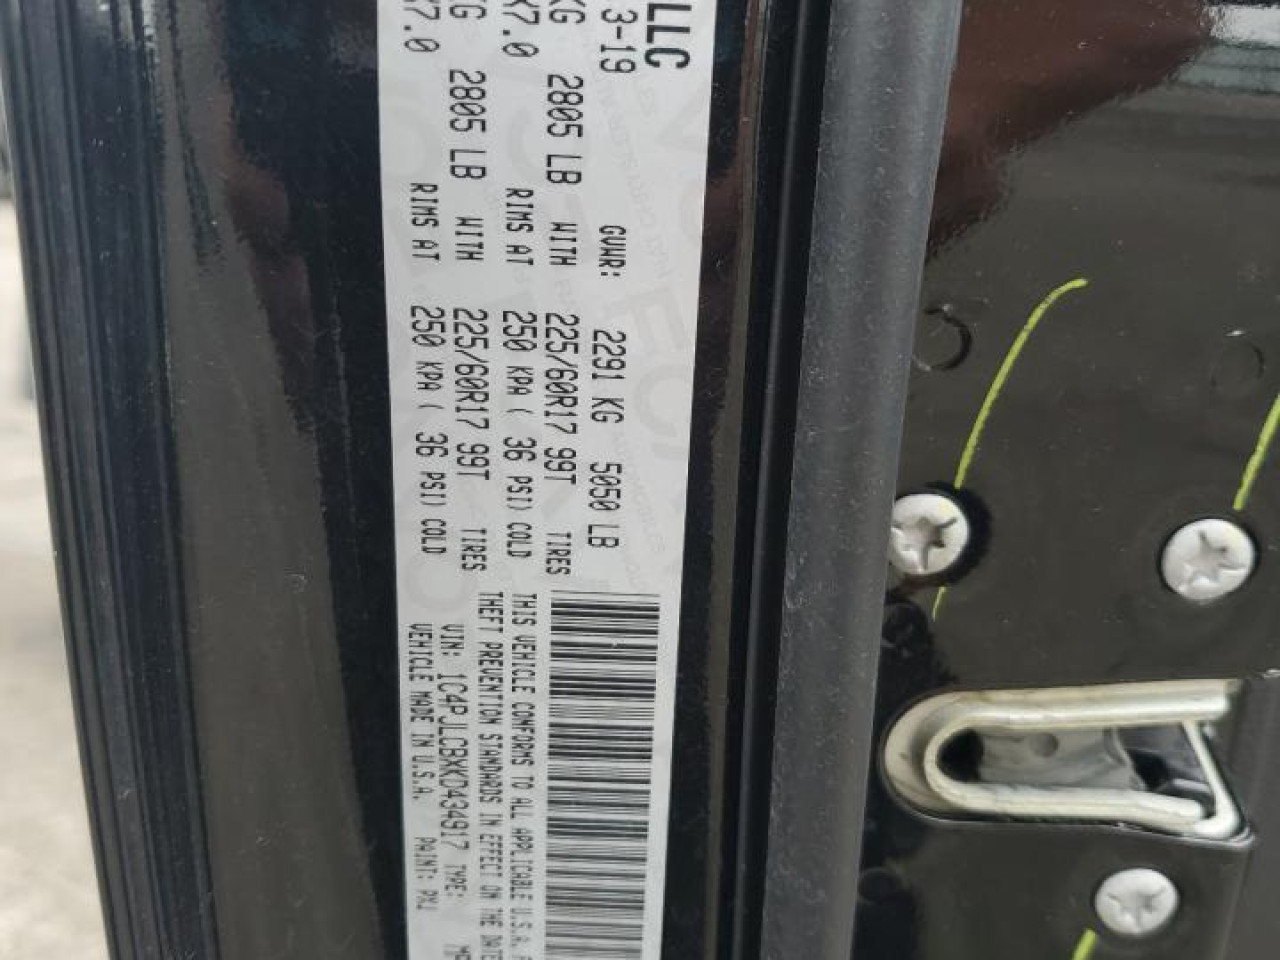 LLC
3-19
GVWR: 2291 KG 5050 LB
KG 2805 LB WITH 225/60R17 99T TIRES
X7.0 RIMS AT 250 KPA ( 36 PSI) COLD
KG 2805 LB WITH 225/60R17 99T TIRES
X7.0 RIMS AT 250 KPA ( 36 PSI) COLD
THIS VEHICLE CONFORMS TO ALL APPLICABLE U.S.A.
THEFT PREVENTION STANDARDS IN EFFECT ON THE DATE
VIN: 1C4PJLCBXKD434917 TYPE:
VEHICLE MADE IN U.S.A. PAINT: PXJ